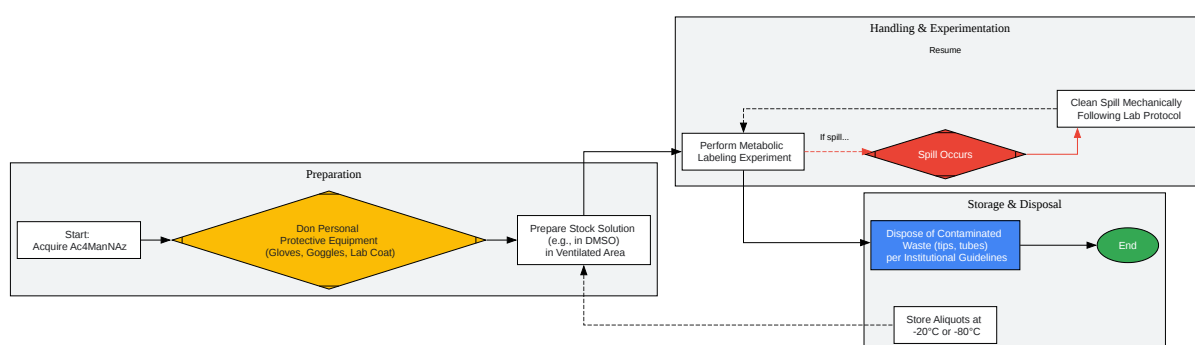 Handling & Experimentation
Resume
Clean Spill Mechanically
Following Lab Protocol
Perform Metabolic
Labeling Experiment
If spill...
Spill Occurs
Preparation
Start:
Acquire Ac4ManNAz
Don Personal
Protective Equipment
(Gloves, Goggles, Lab Coat)
Prepare Stock Solution
(e.g., in DMSO)
in Ventilated Area
Storage & Disposal
Dispose of Contaminated
Waste (tips, tubes)
per Institutional Guidelines
End
Store Aliquots at
-20°C or -80°C